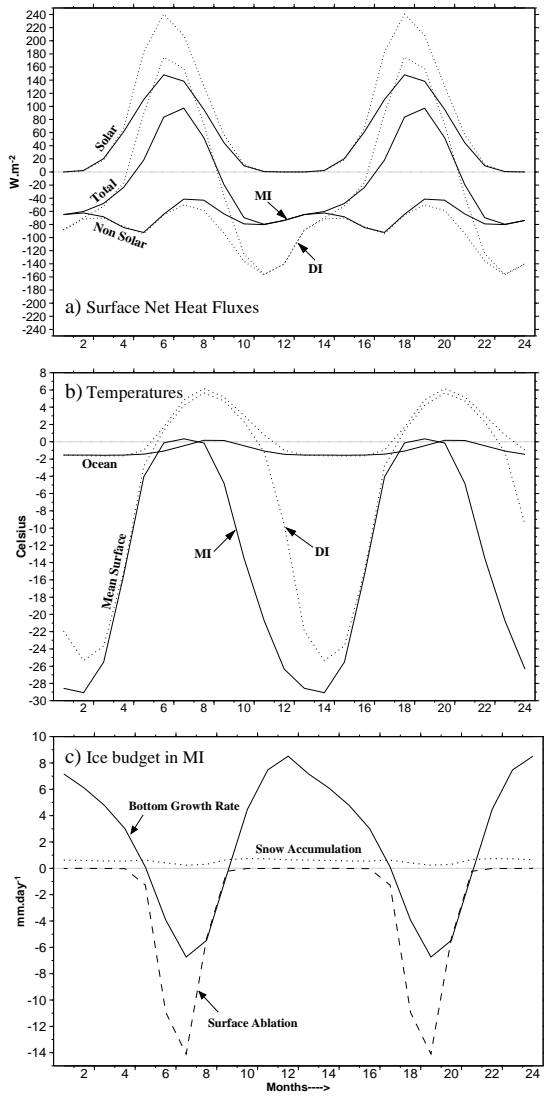 240
220
200
180
160
140
120
100
80
60
40
20
0
-20
-40
-60
-80
-100
-120
-140
-160
-180
-200
-220
-240
W.m-2
Solar
Total
Non Solar
MI
DI
a) Surface Net Heat Fluxes
2 4 6 8 10 12 14 16 18 20 22 24
8
6
4
2
0
-2
-4
-6
-8
-10
-12
-14
-16
-18
-20
-22
-24
-26
-28
-30
Celsius
b) Temperatures
Ocean
Mean Surface
MI
DI
2 4 6 8 10 12 14 16 18 20 22 24
10
8
6
4
2
0
-2
-4
-6
-8
-10
-12
-14
mm.day-1
c) Ice budget in MI
Bottom Growth Rate
Snow Accumulation
Surface Ablation
2 4 6 8 10 12 14 16 18 20 22 24
Months---->